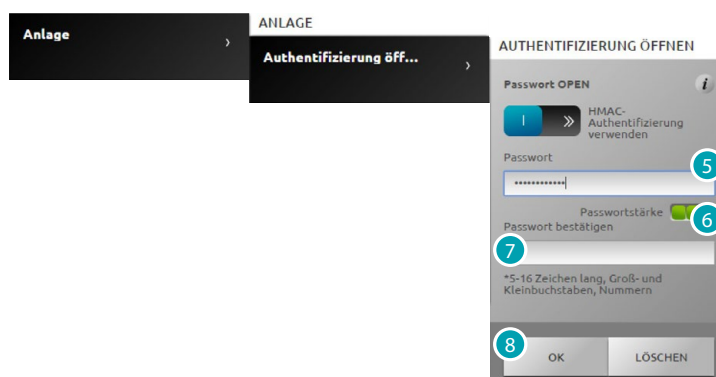 Anlage
ANLAGE
Authentifizierung öff...
AUTHENTIFIZIERUNG ÖFFNEN
Passwort OPEN
i
I
HMAC-
Authentifizierung
verwenden
Passwort
5
••••••••••••
Passwortstärke
6
Passwort bestätigen
7
*5-16 Zeichen lang, Groß- und
Kleinbuchstaben, Nummern
8
OK
LÖSCHEN